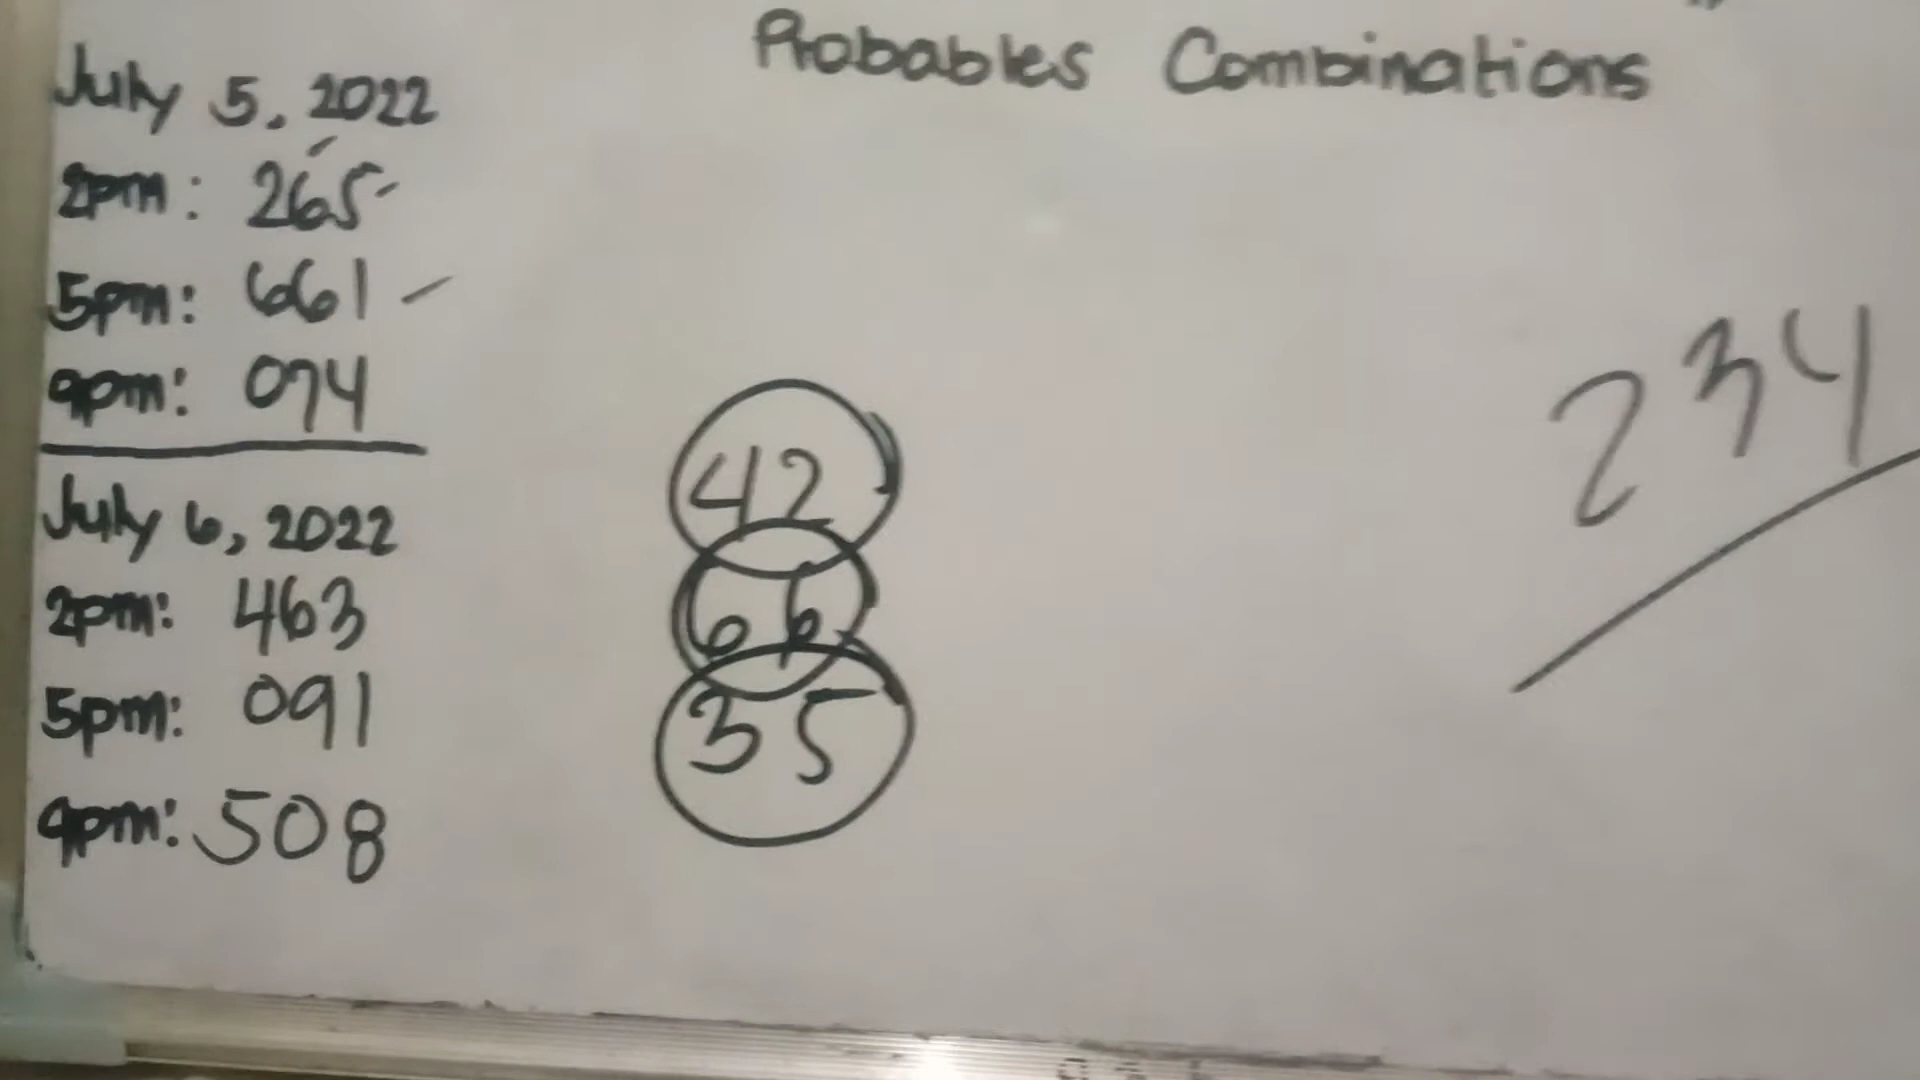 Probables Combinations
July 5, 2022
2pm: 265
5pm: 661
9pm: 074
July 6, 2022
2pm: 463
5pm: 091
9pm: 508
42
66
35
234